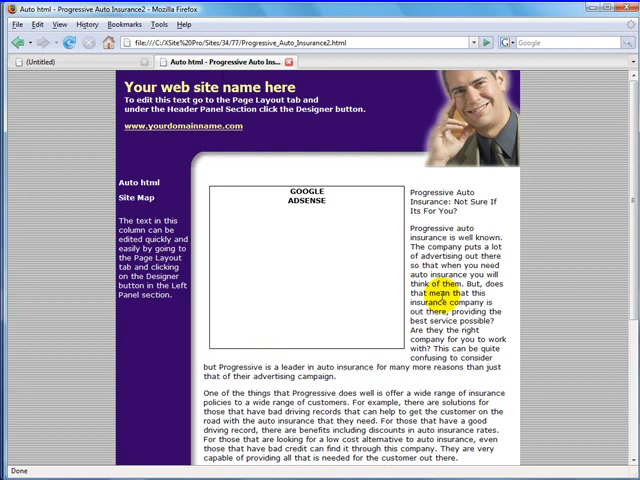 Auto html - Progressive Auto Insurance2 - Mozilla Firefox
File Edit View History Bookmarks Tools Help
file:///C:/XSite%20Pro/Sites/34/77/Progressive_Auto_Insurance2.html
Google
(Untitled)
Auto html - Progressive Auto Ins...
Your web site name here
To edit this text go to the Page Layout tab and
under the Header Panel Section click the Designer button.
www.yourdomainname.com
Auto html
Site Map
The text in this
column can be
edited quickly and
easily by going to
the Page Layout
tab and clicking
on the Designer
button in the Left
Panel section.
GOOGLE
ADSENSE
Progressive Auto
Insurance: Not Sure If
Its For You?
Progressive auto
insurance is well known.
The company puts a lot
of advertising out there
so that when you need
auto insurance you will
think of them. But, does
that mean that this
insurance company is
out there, providing the
best service possible?
Are they the right
company for you to work
with? This can be quite
confusing to consider
but Progressive is a leader in auto insurance for many more reasons than just
that of their advertising campaign.
One of the things that Progressive does well is offer a wide range of insurance
policies to a wide range of customers. For example, there are solutions for
those that have bad driving records that can help to get the customer on the
road with the auto insurance that they need. For those that have a good
driving record, there are benefits including discounts in auto insurance rates.
For those that are looking for a low cost alternative to auto insurance, even
those that have bad credit can find it through this company. They are very
capable of providing all that is needed for the customer out there.
Done